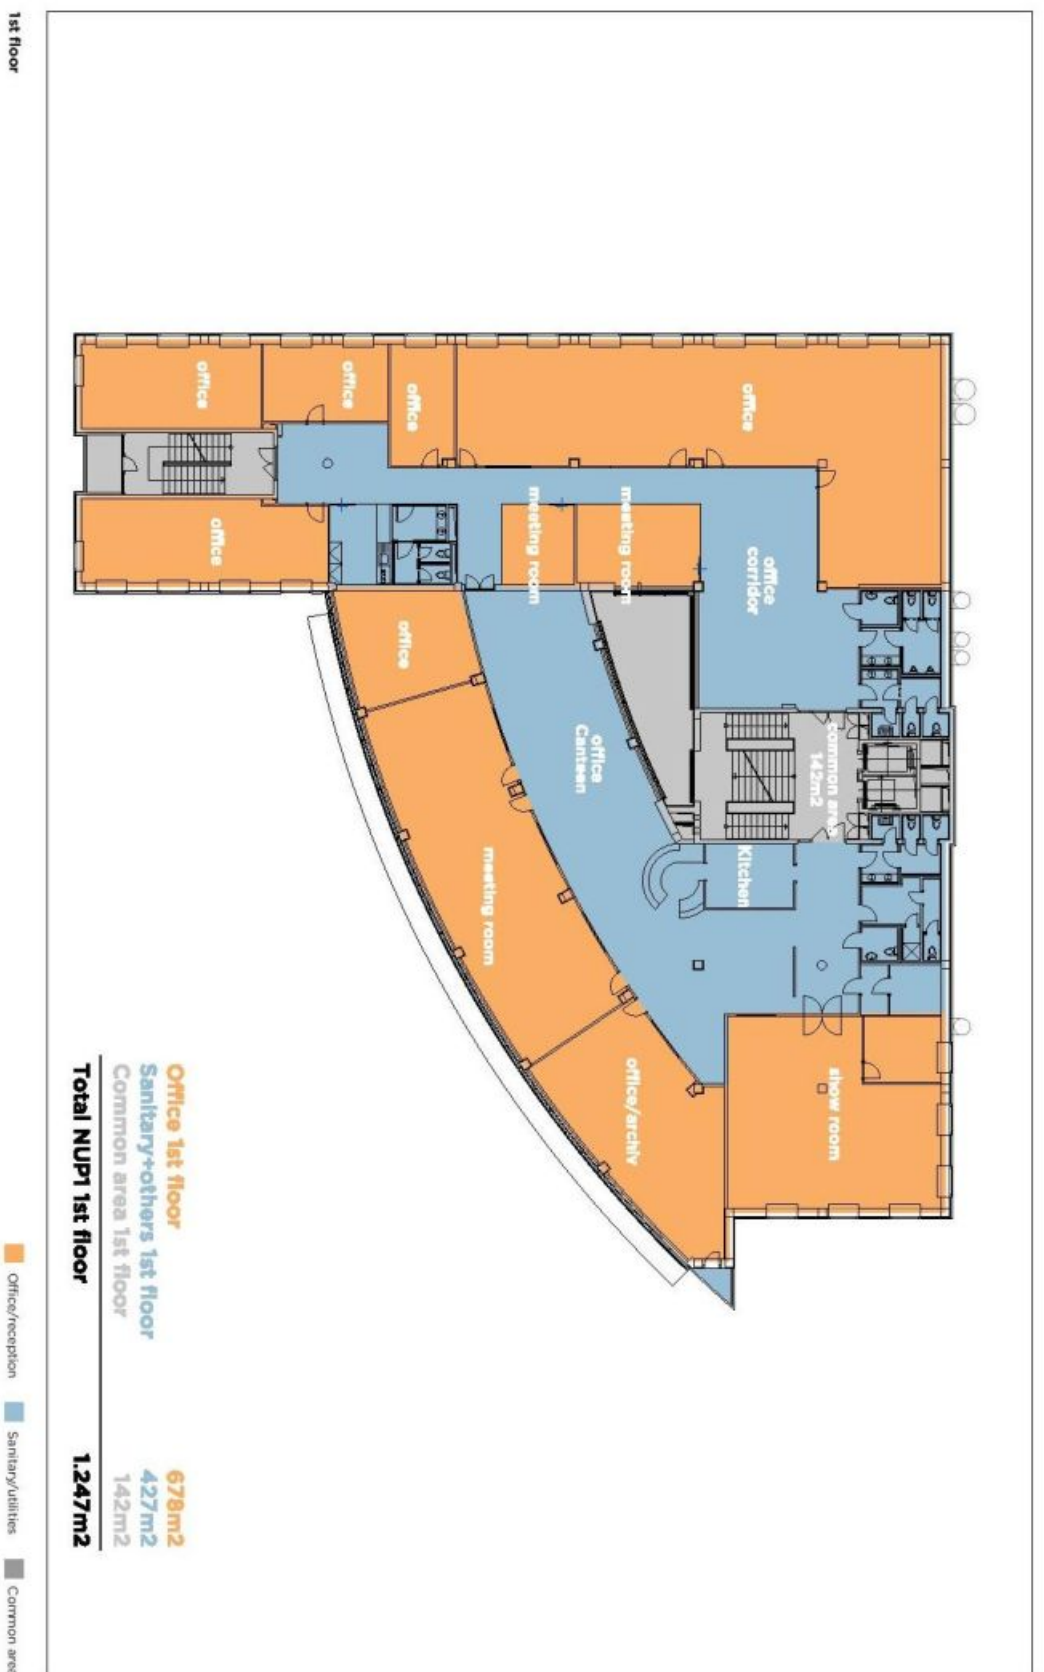 1st floor
office
office
office
office
office
meeting room
meeting room
office
corridor
office
office
Canteen
common area
142m2
Kitchen
meeting room
office/archiv
show room
Office 1st floor 678m2
Sanitary+others 1st floor 427m2
Common area 1st floor 142m2
Total NUP1 1st floor 1.247m2
Office/reception
Sanitary/utilities
Common area